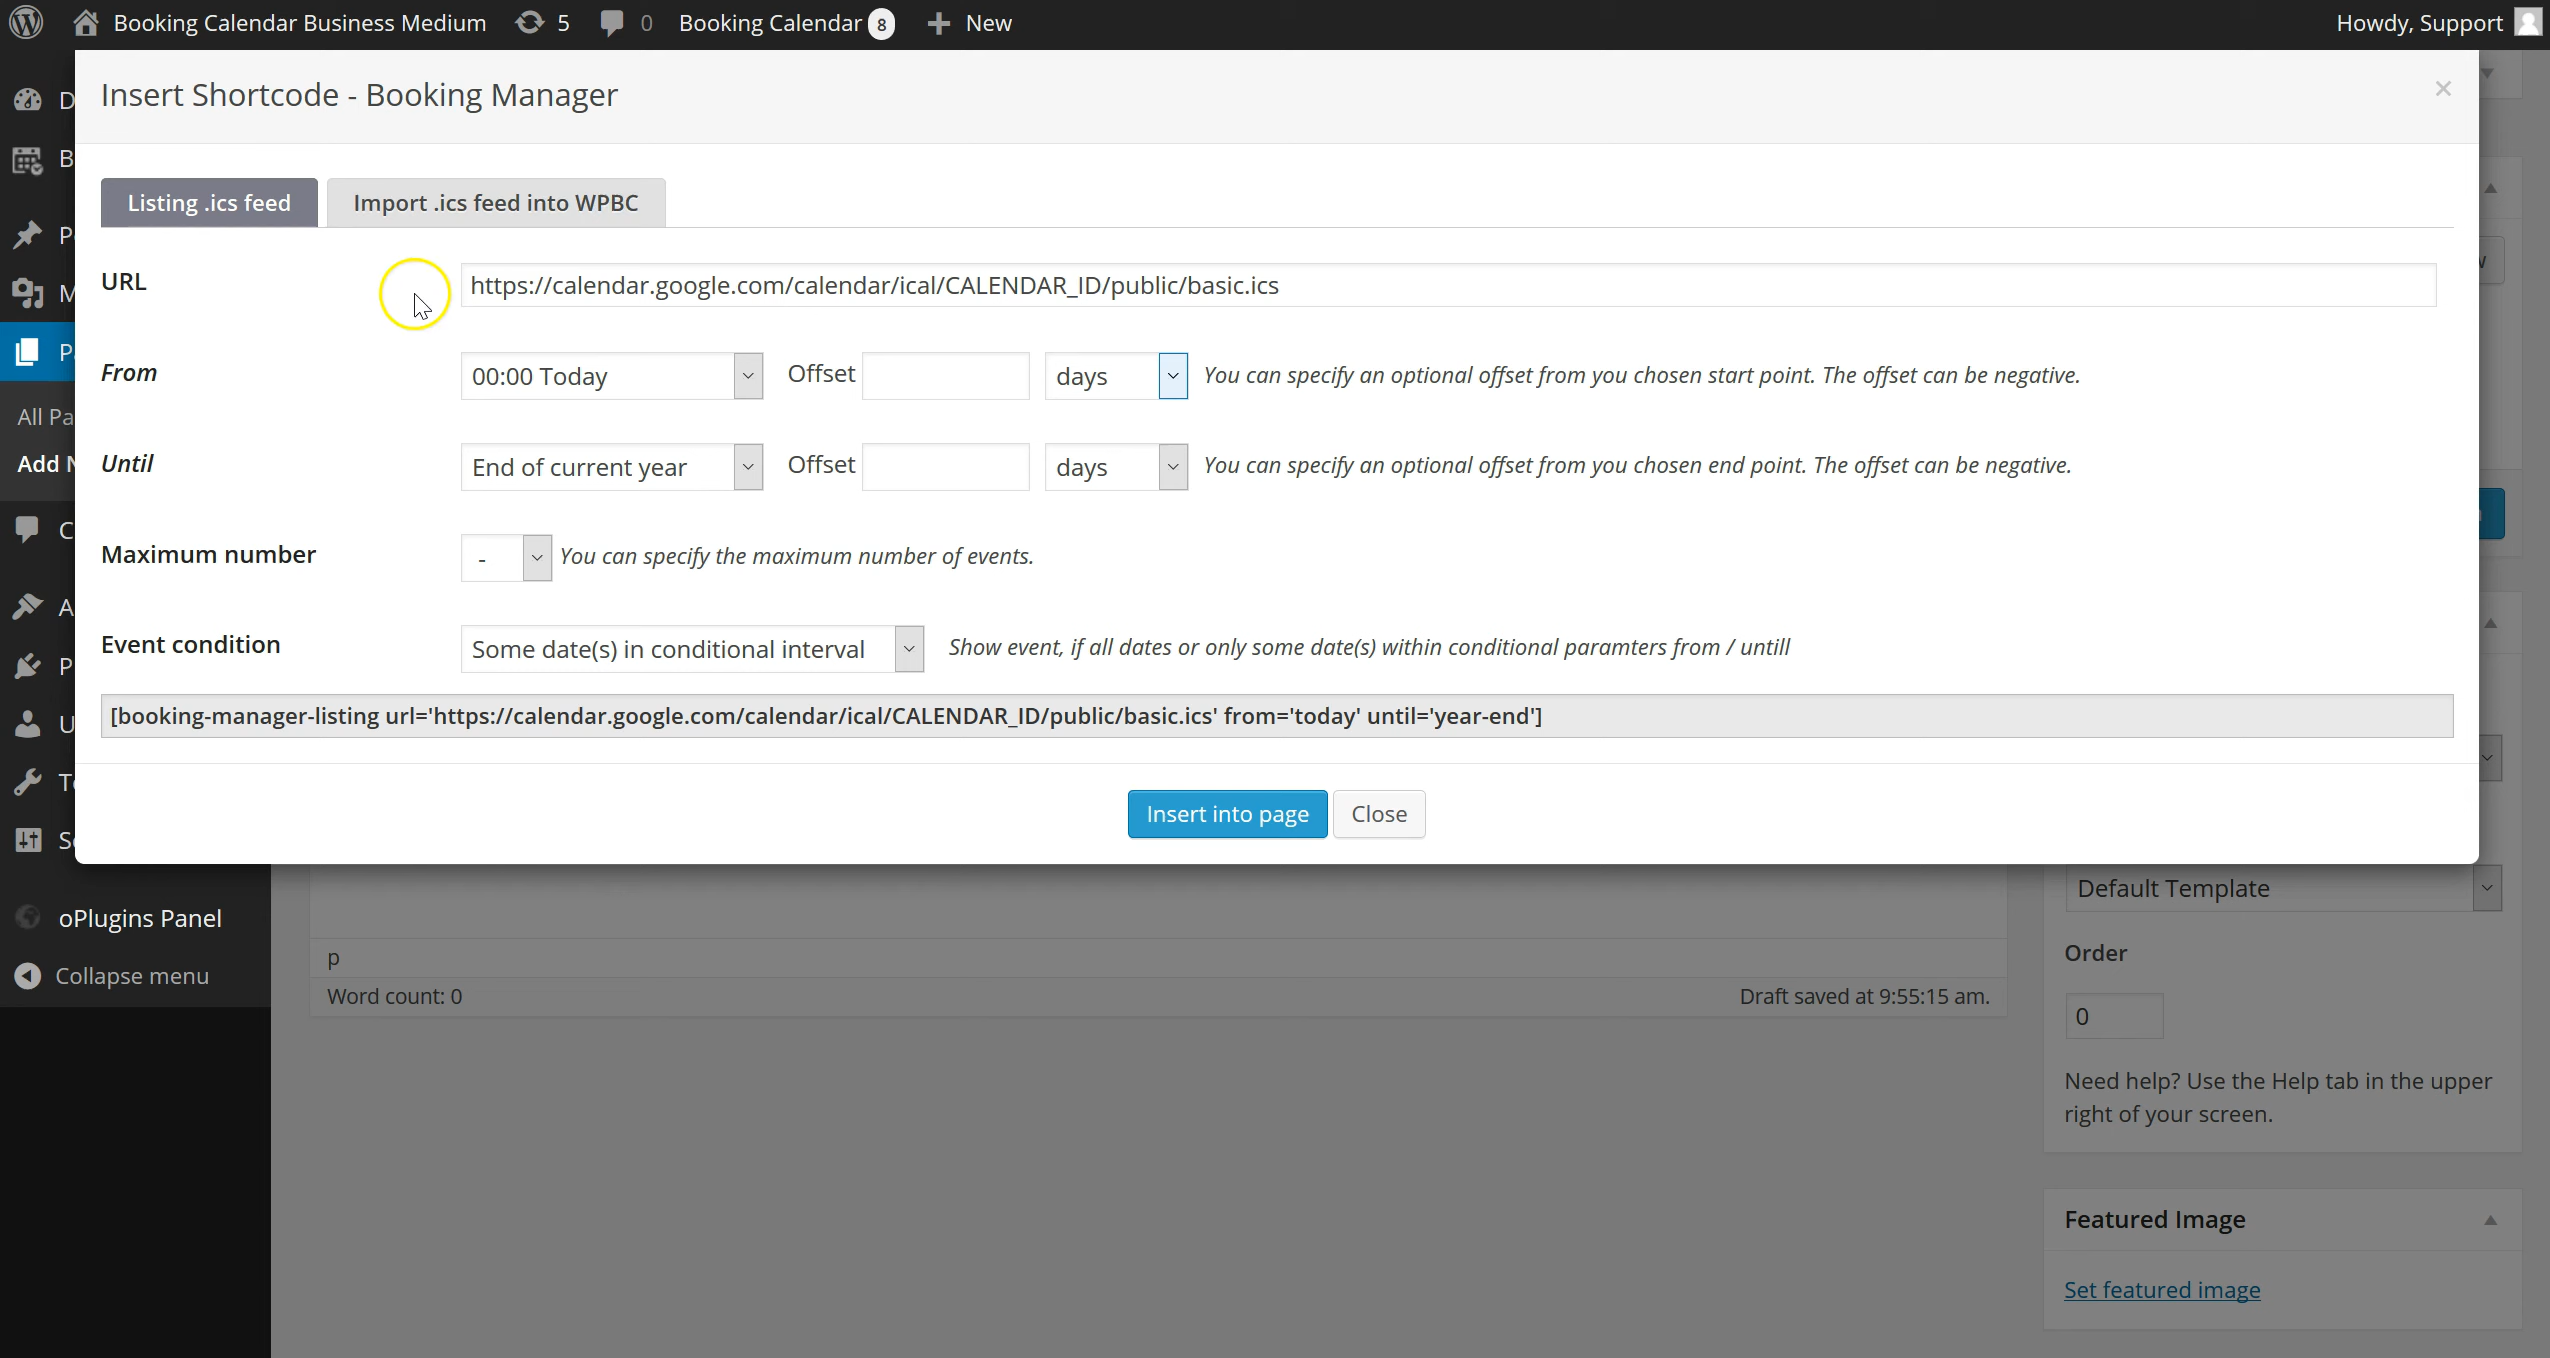 Booking Calendar Business Medium 5 0 Booking Calendar 8 New Howdy, Support
Insert Shortcode - Booking Manager ×
Listing .ics feed Import .ics feed into WPBC
URL https://calendar.google.com/calendar/ical/CALENDAR_ID/public/basic.ics
From 00:00 Today Offset days You can specify an optional offset from you chosen start point. The offset can be negative.
Until End of current year Offset days You can specify an optional offset from you chosen end point. The offset can be negative.
Maximum number - You can specify the maximum number of events.
Event condition Some date(s) in conditional interval Show event, if all dates or only some date(s) within conditional paramters from / untill
[booking-manager-listing url='https://calendar.google.com/calendar/ical/CALENDAR_ID/public/basic.ics' from='today' until='year-end']
Insert into page Close
D
B
P
M
Pa
All Pa
Add N
C
A
P
U
To
Se
oPlugins Panel
Collapse menu
p
Word count: 0 Draft saved at 9:55:15 am.
Default Template
Order
0
Need help? Use the Help tab in the upper
right of your screen.
Featured Image
Set featured image